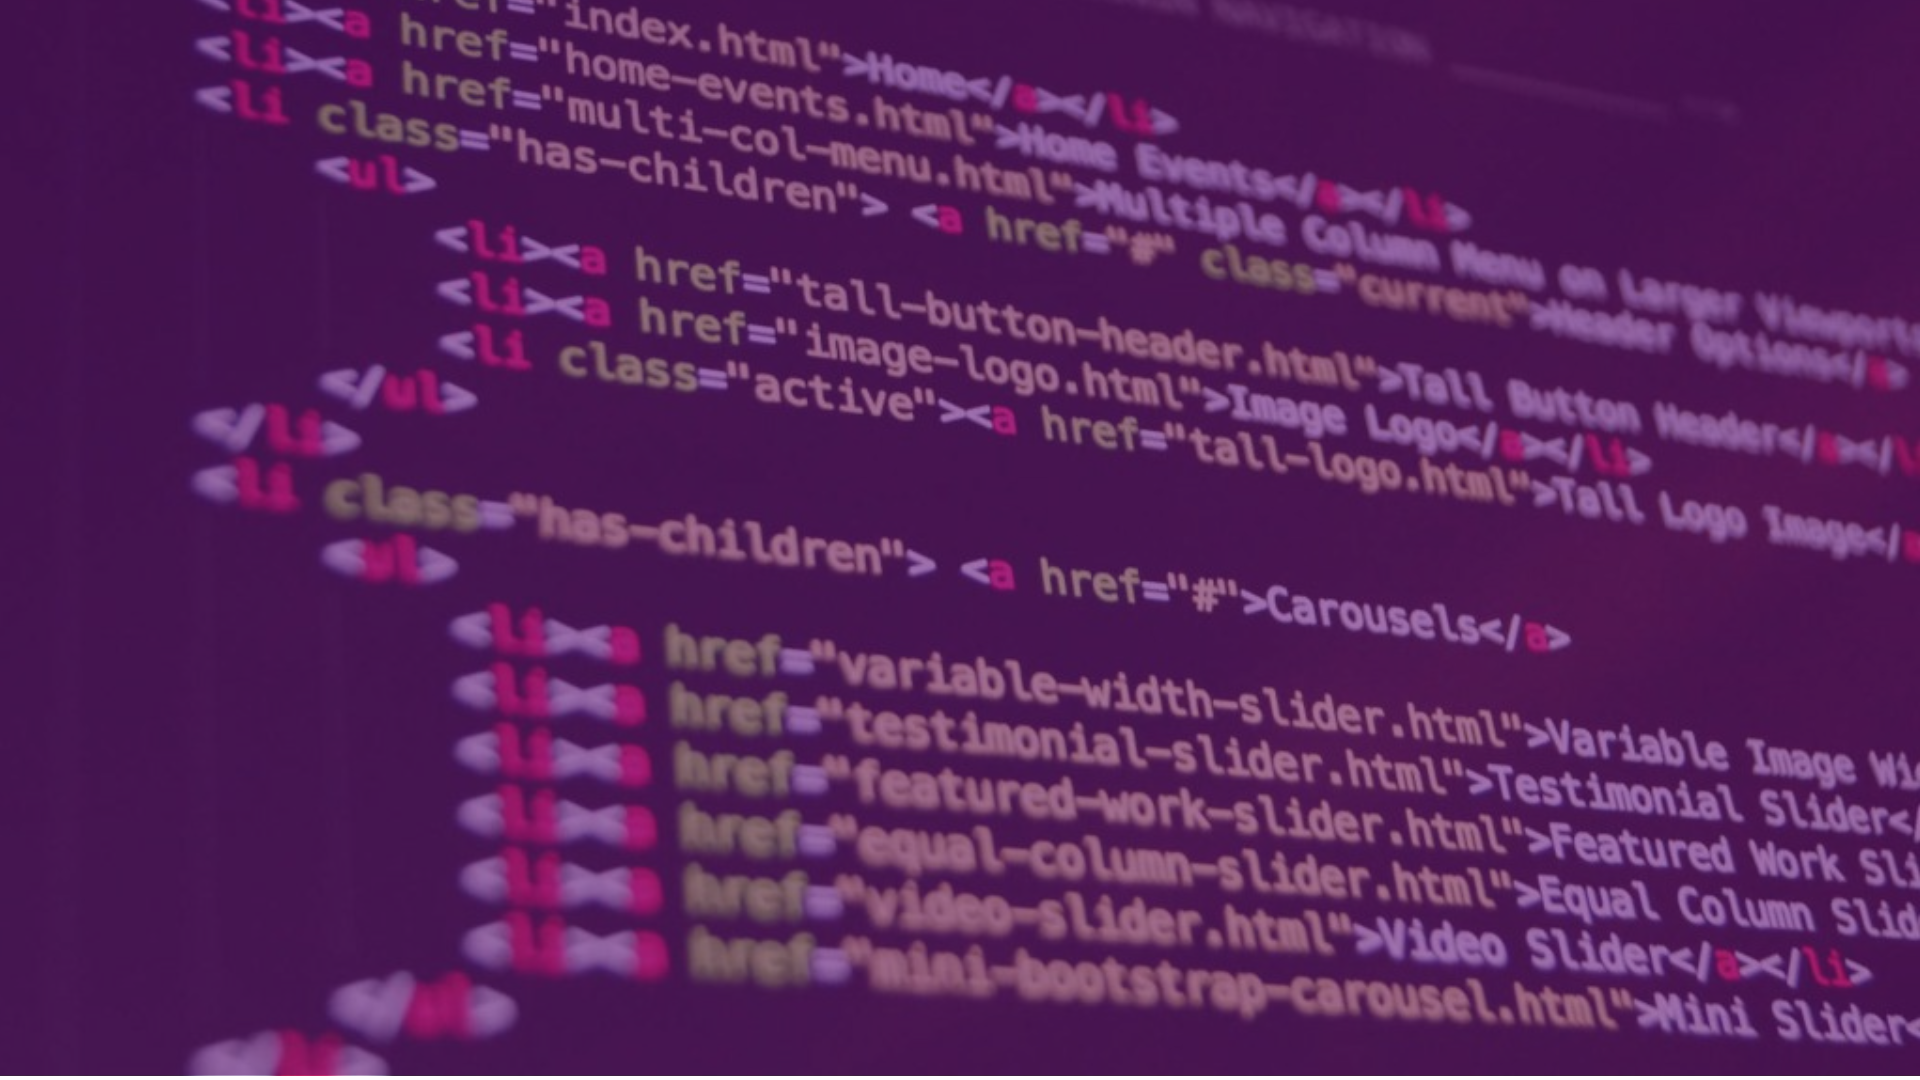 NAVIGATION
href="index.html">Home</a></li>
<li><a href="home-events.html">Home Events</a></li>
<li><a href="multi-col-menu.html">Multiple Column Menu on Larger Viewports
<li class="has-children"> <a href="#" class="current">Header Options</a>
<ul>
<li><a href="tall-button-header.html">Tall Button Header</a></li
<li><a href="image-logo.html">Image Logo</a></li>
<li class="active"><a href="tall-logo.html">Tall Logo Image</a
</ul>
</li>
<li class="has-children"> <a href="#">Carousels</a>
<ul>
<li><a href="variable-width-slider.html">Variable Image
<li><a href="testimonial-slider.html">Testimonial Slider</
<li><a href="featured-work-slider.html">Featured Work Sli
<li><a href="equal-column-slider.html">Equal Column Slid
<li><a href="video-slider.html">Video Slider</a></li>
<li><a href="mini-bootstrap-carousel.html">Mini Slider<
</ul>
</li>